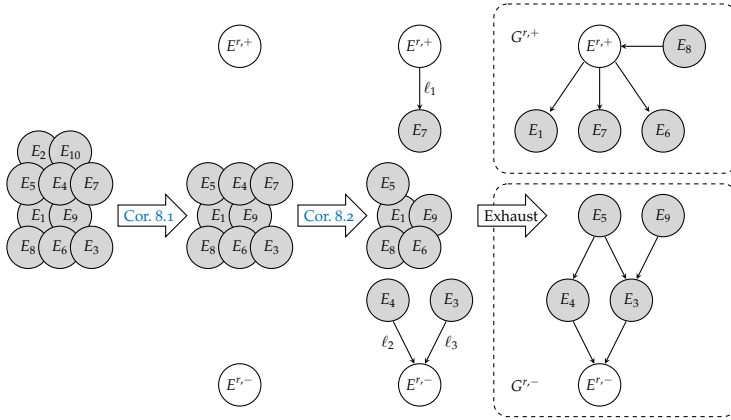 E^{r,+} E^{r,+} G^{r,+} E^{r,+} E_8
ℓ_1
E_7 E_1 E_7 E_6
E_2 E_10
E_5 E_4 E_7 E_5 E_4 E_7 E_5
E_1 E_9 Cor. 8.1 E_1 E_9 Cor. 8.2 E_1 E_9 Exhaust E_5 E_9
E_8 E_6 E_3 E_8 E_6 E_3 E_8 E_6
E_4 E_3 E_4 E_3
ℓ_2 ℓ_3
E^{r,-} E^{r,-} G^{r,-} E^{r,-}